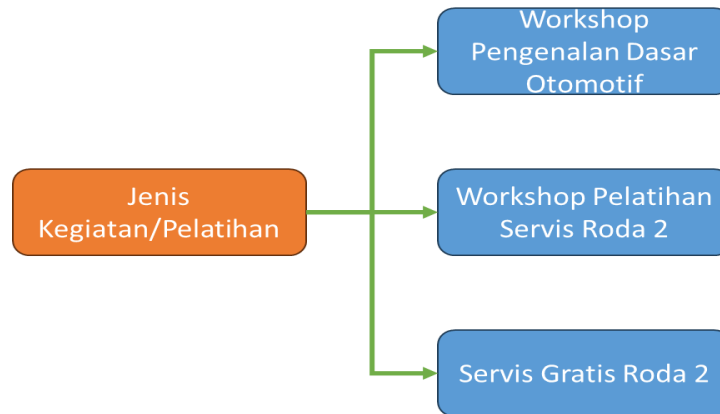 Workshop
Pengenalan Dasar
Otomotif
Jenis
Kegiatan/Pelatihan
Workshop Pelatihan
Servis Roda 2
Servis Gratis Roda 2